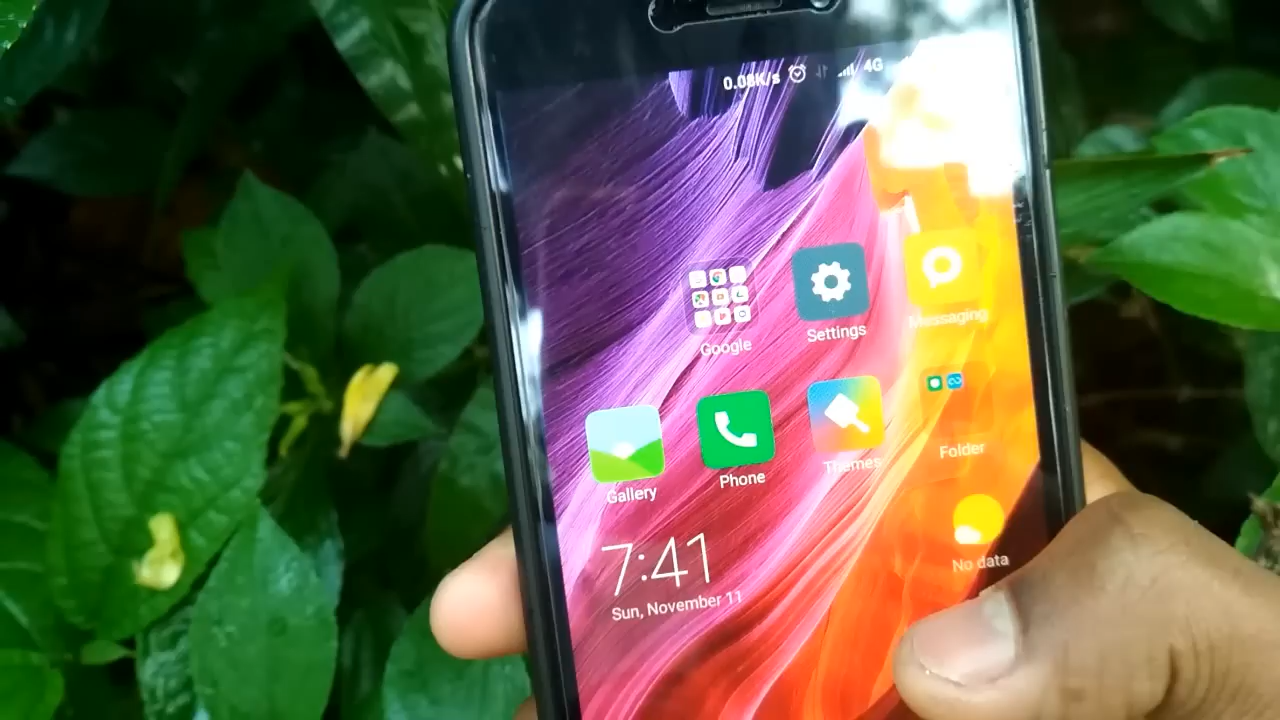 0.08K/s 4G
Google
Settings
Messaging
Gallery
Phone
Themes
Folder
7:41
Sun, November 11
No data